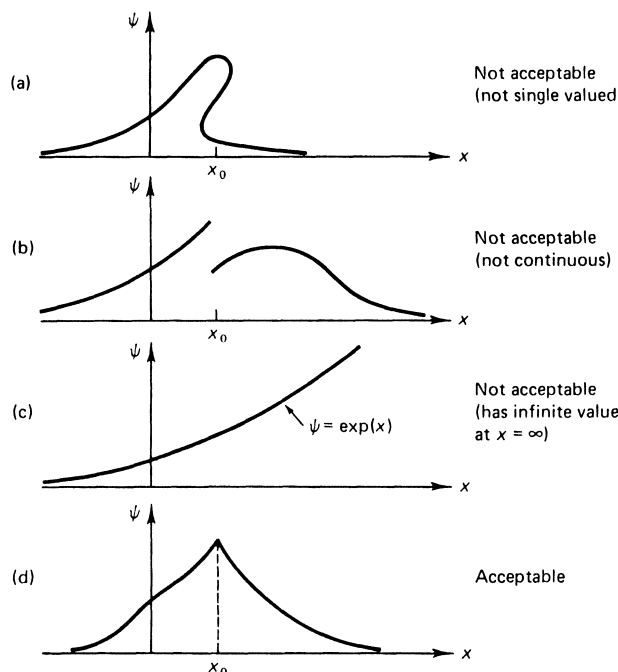 ψ
(a)
Not acceptable
(not single valued
x₀
x
ψ
(b)
Not acceptable
(not continuous)
x₀
x
ψ
(c)
Not acceptable
(has infinite value
at x = ∞)
ψ = exp(x)
x
ψ
(d)
Acceptable
x₀
x